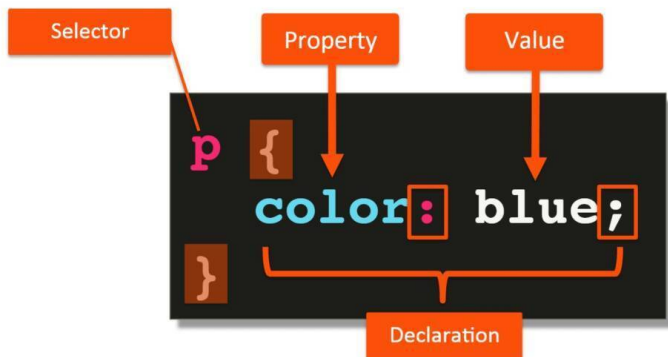 Selector
Property
Value
p {
color: blue;
}
Declaration